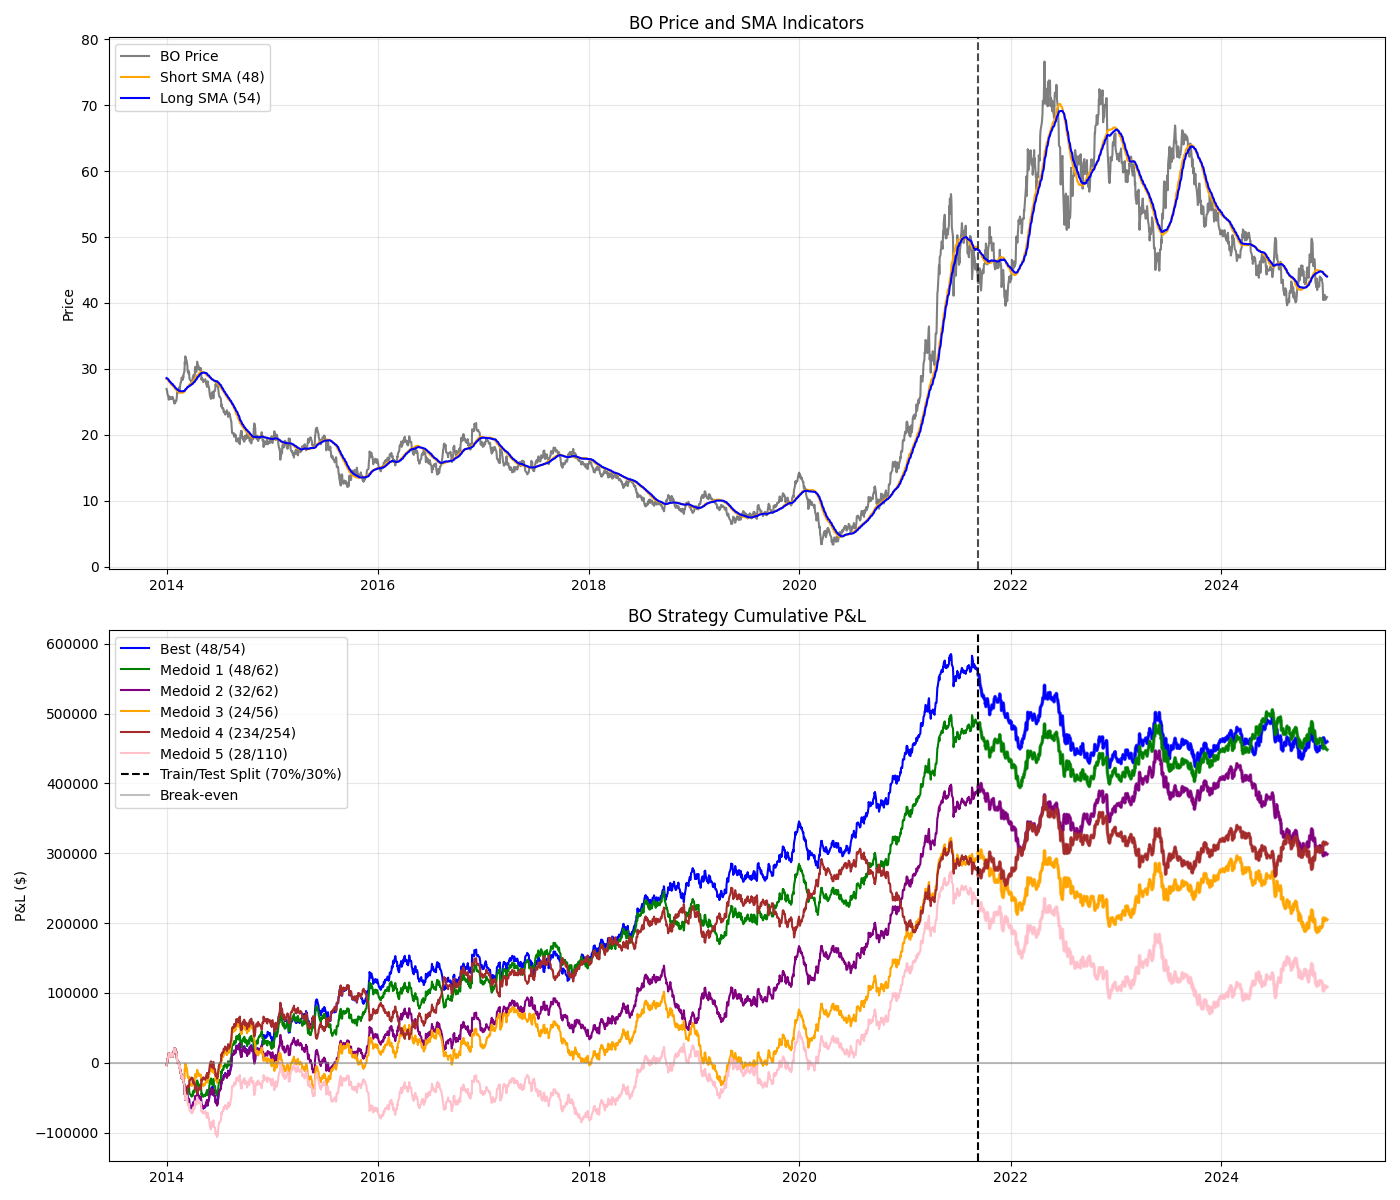 BO Price and SMA Indicators
BO Price
Short SMA (48)
Long SMA (54)
Price
80
70
60
50
40
30
20
10
0
2014 2016 2018 2020 2022 2024
BO Strategy Cumulative P&L
Best (48/54)
Medoid 1 (48/62)
Medoid 2 (32/62)
Medoid 3 (24/56)
Medoid 4 (234/254)
Medoid 5 (28/110)
Train/Test Split (70%/30%)
Break-even
P&L ($)
600000
500000
400000
300000
200000
100000
0
−100000
2014 2016 2018 2020 2022 2024